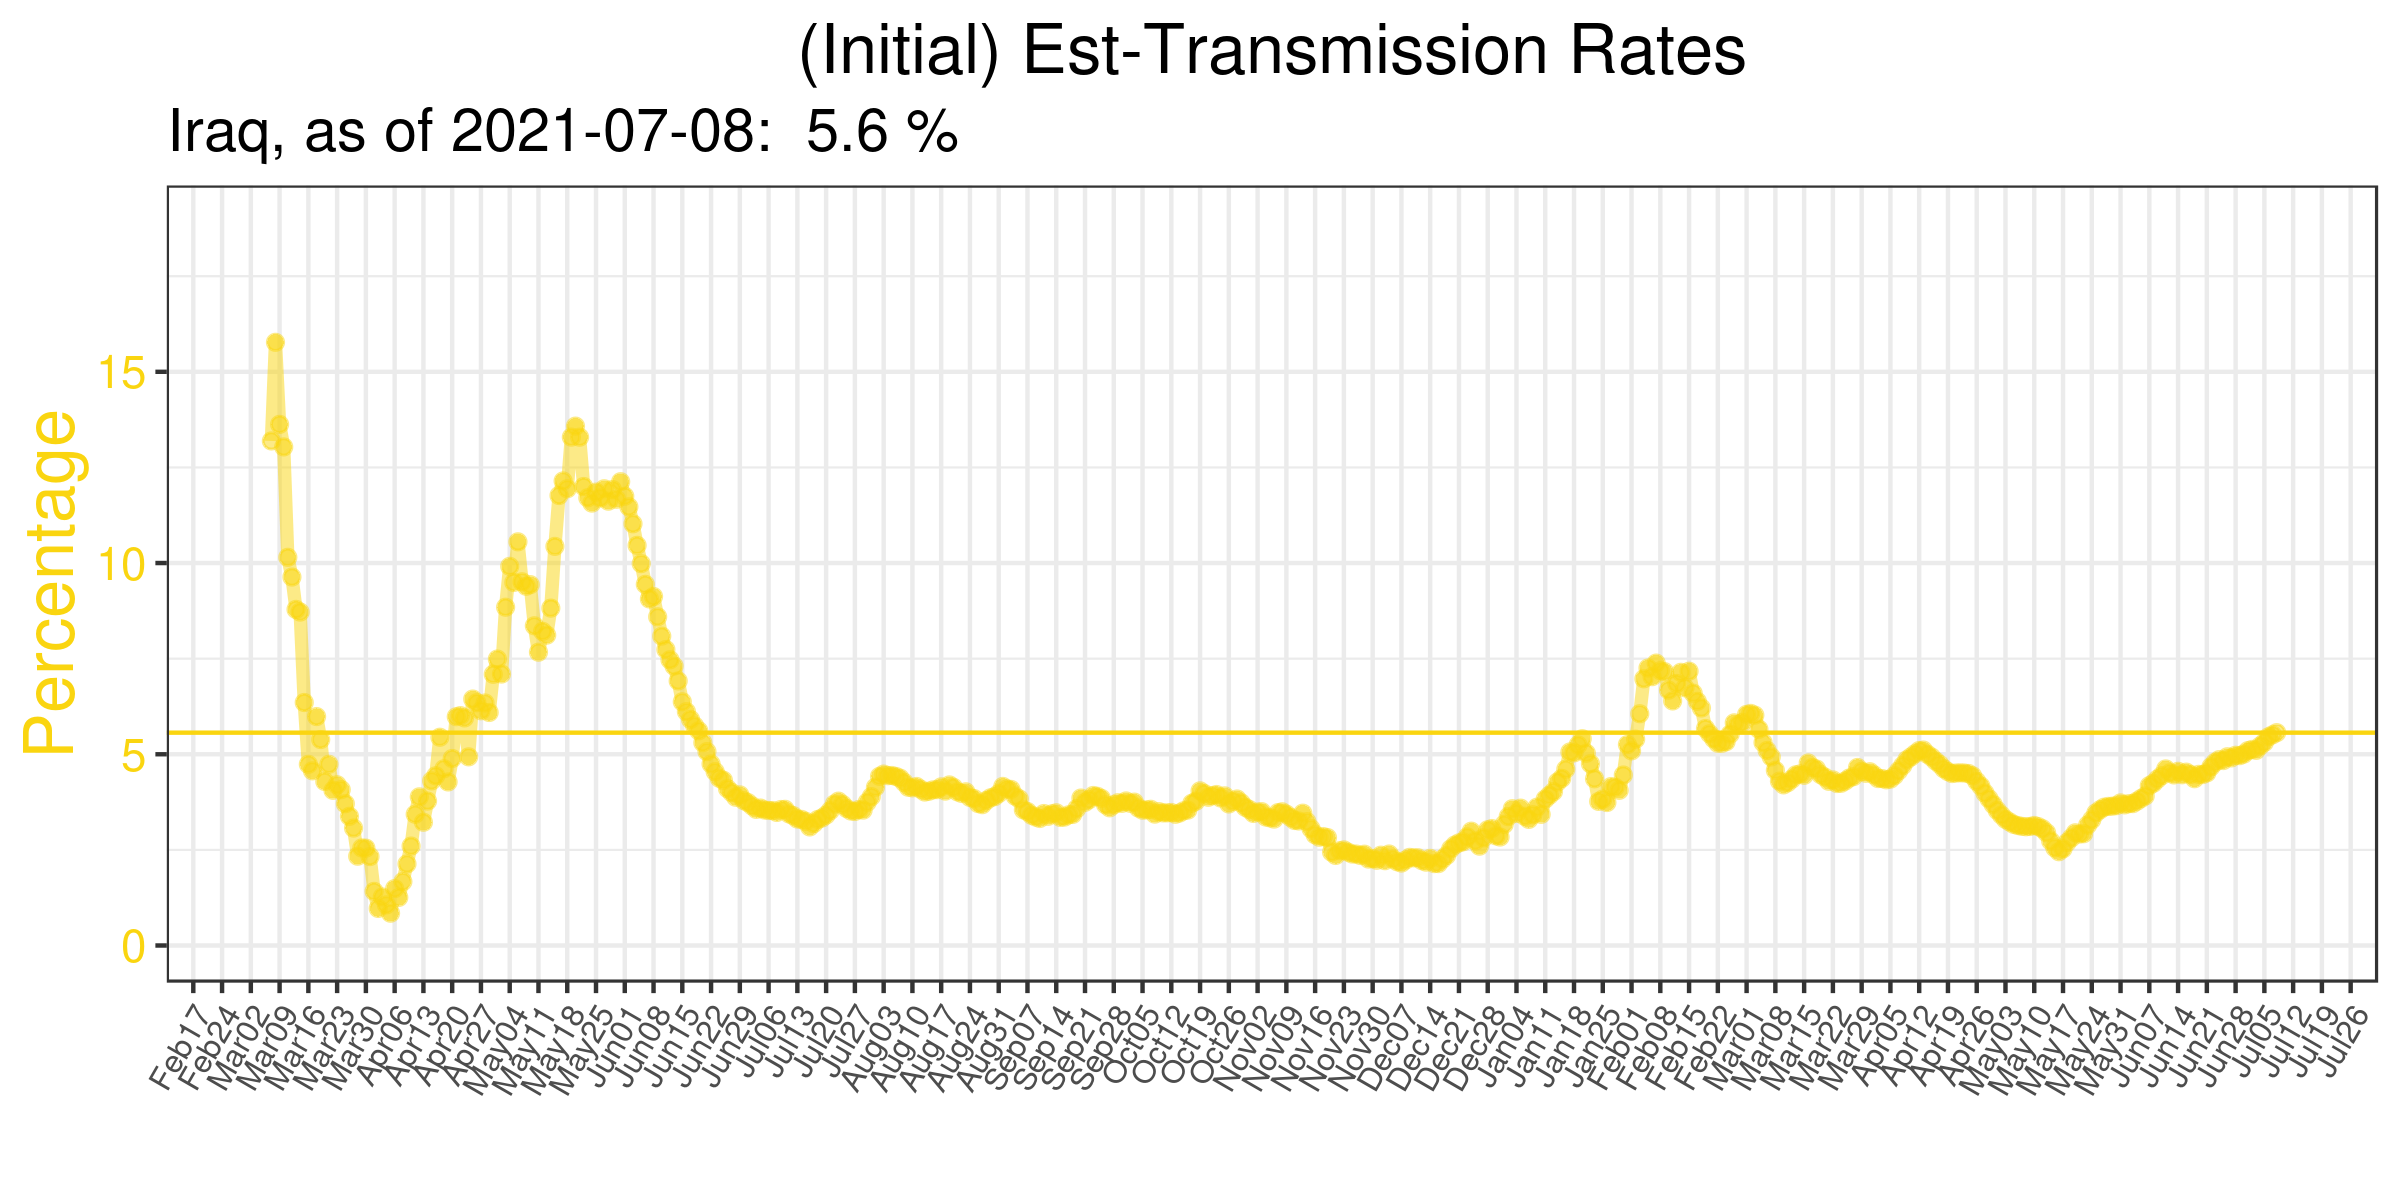 (Initial) Est-Transmission Rates
Iraq, as of 2021-07-08:  5.6 %
Percentage
15
10
5
0
Feb17
Feb24
Mar02
Mar09
Mar16
Mar23
Mar30
Apr06
Apr13
Apr20
Apr27
May04
May11
May18
May25
Jun01
Jun08
Jun15
Jun22
Jun29
Jul06
Jul13
Jul20
Jul27
Aug03
Aug10
Aug17
Aug24
Aug31
Sep07
Sep14
Sep21
Sep28
Oct05
Oct12
Oct19
Oct26
Nov02
Nov09
Nov16
Nov23
Nov30
Dec07
Dec14
Dec21
Dec28
Jan04
Jan11
Jan18
Jan25
Feb01
Feb08
Feb15
Feb22
Mar01
Mar08
Mar15
Mar22
Mar29
Apr05
Apr12
Apr19
Apr26
May03
May10
May17
May24
May31
Jun07
Jun14
Jun21
Jun28
Jul05
Jul12
Jul19
Jul26